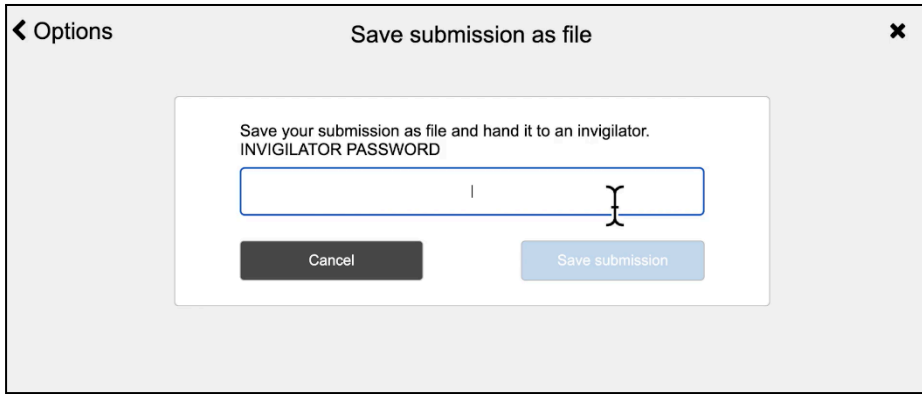 Options
Save submission as file
Save your submission as file and hand it to an invigilator.
INVIGILATOR PASSWORD
Cancel
Save submission